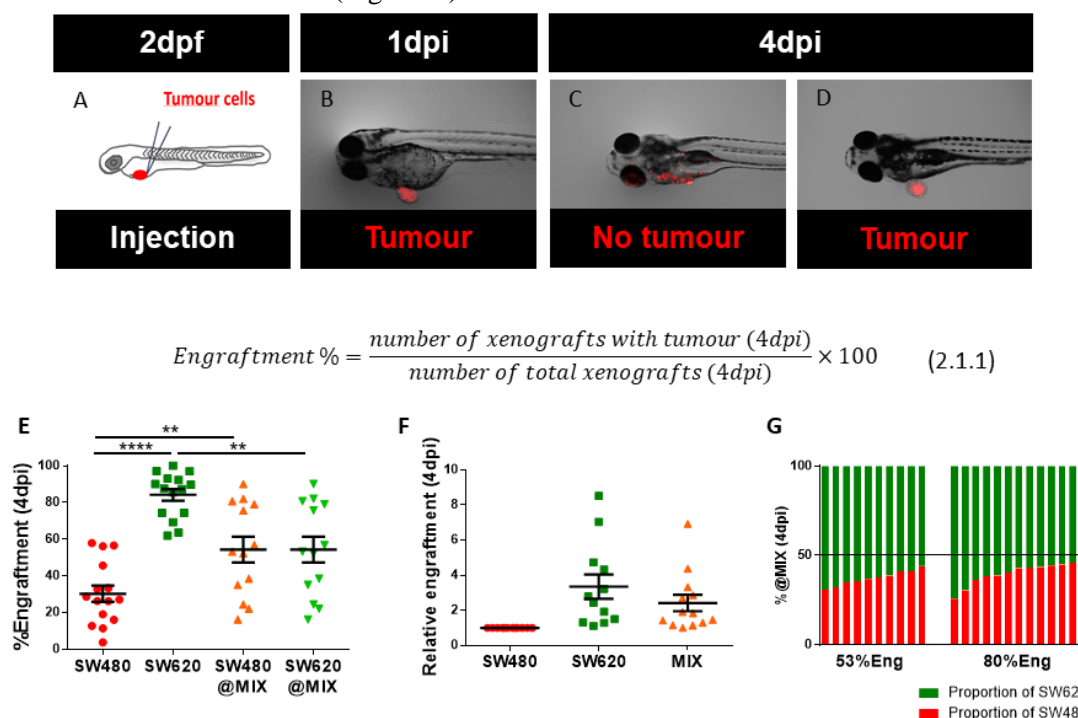 2dpf
1dpi
4dpi
A
Tumour cells
B
C
D
Injection
Tumour
No tumour
Tumour
Engraftment % = number of xenografts with tumour (4dpi) / number of total xenografts (4dpi) × 100 (2.1.1)
E
**
****
**
%Engraftment (4dpi)
100
80
60
40
20
0
SW480
SW620
SW480
@MIX
SW620
@MIX
F
Relative engraftment (4dpi)
10
8
6
4
2
0
SW480
SW620
MIX
G
% @MIX (4dpi)
100
50
0
53%Eng
80%Eng
Proportion of SW62
Proportion of SW48